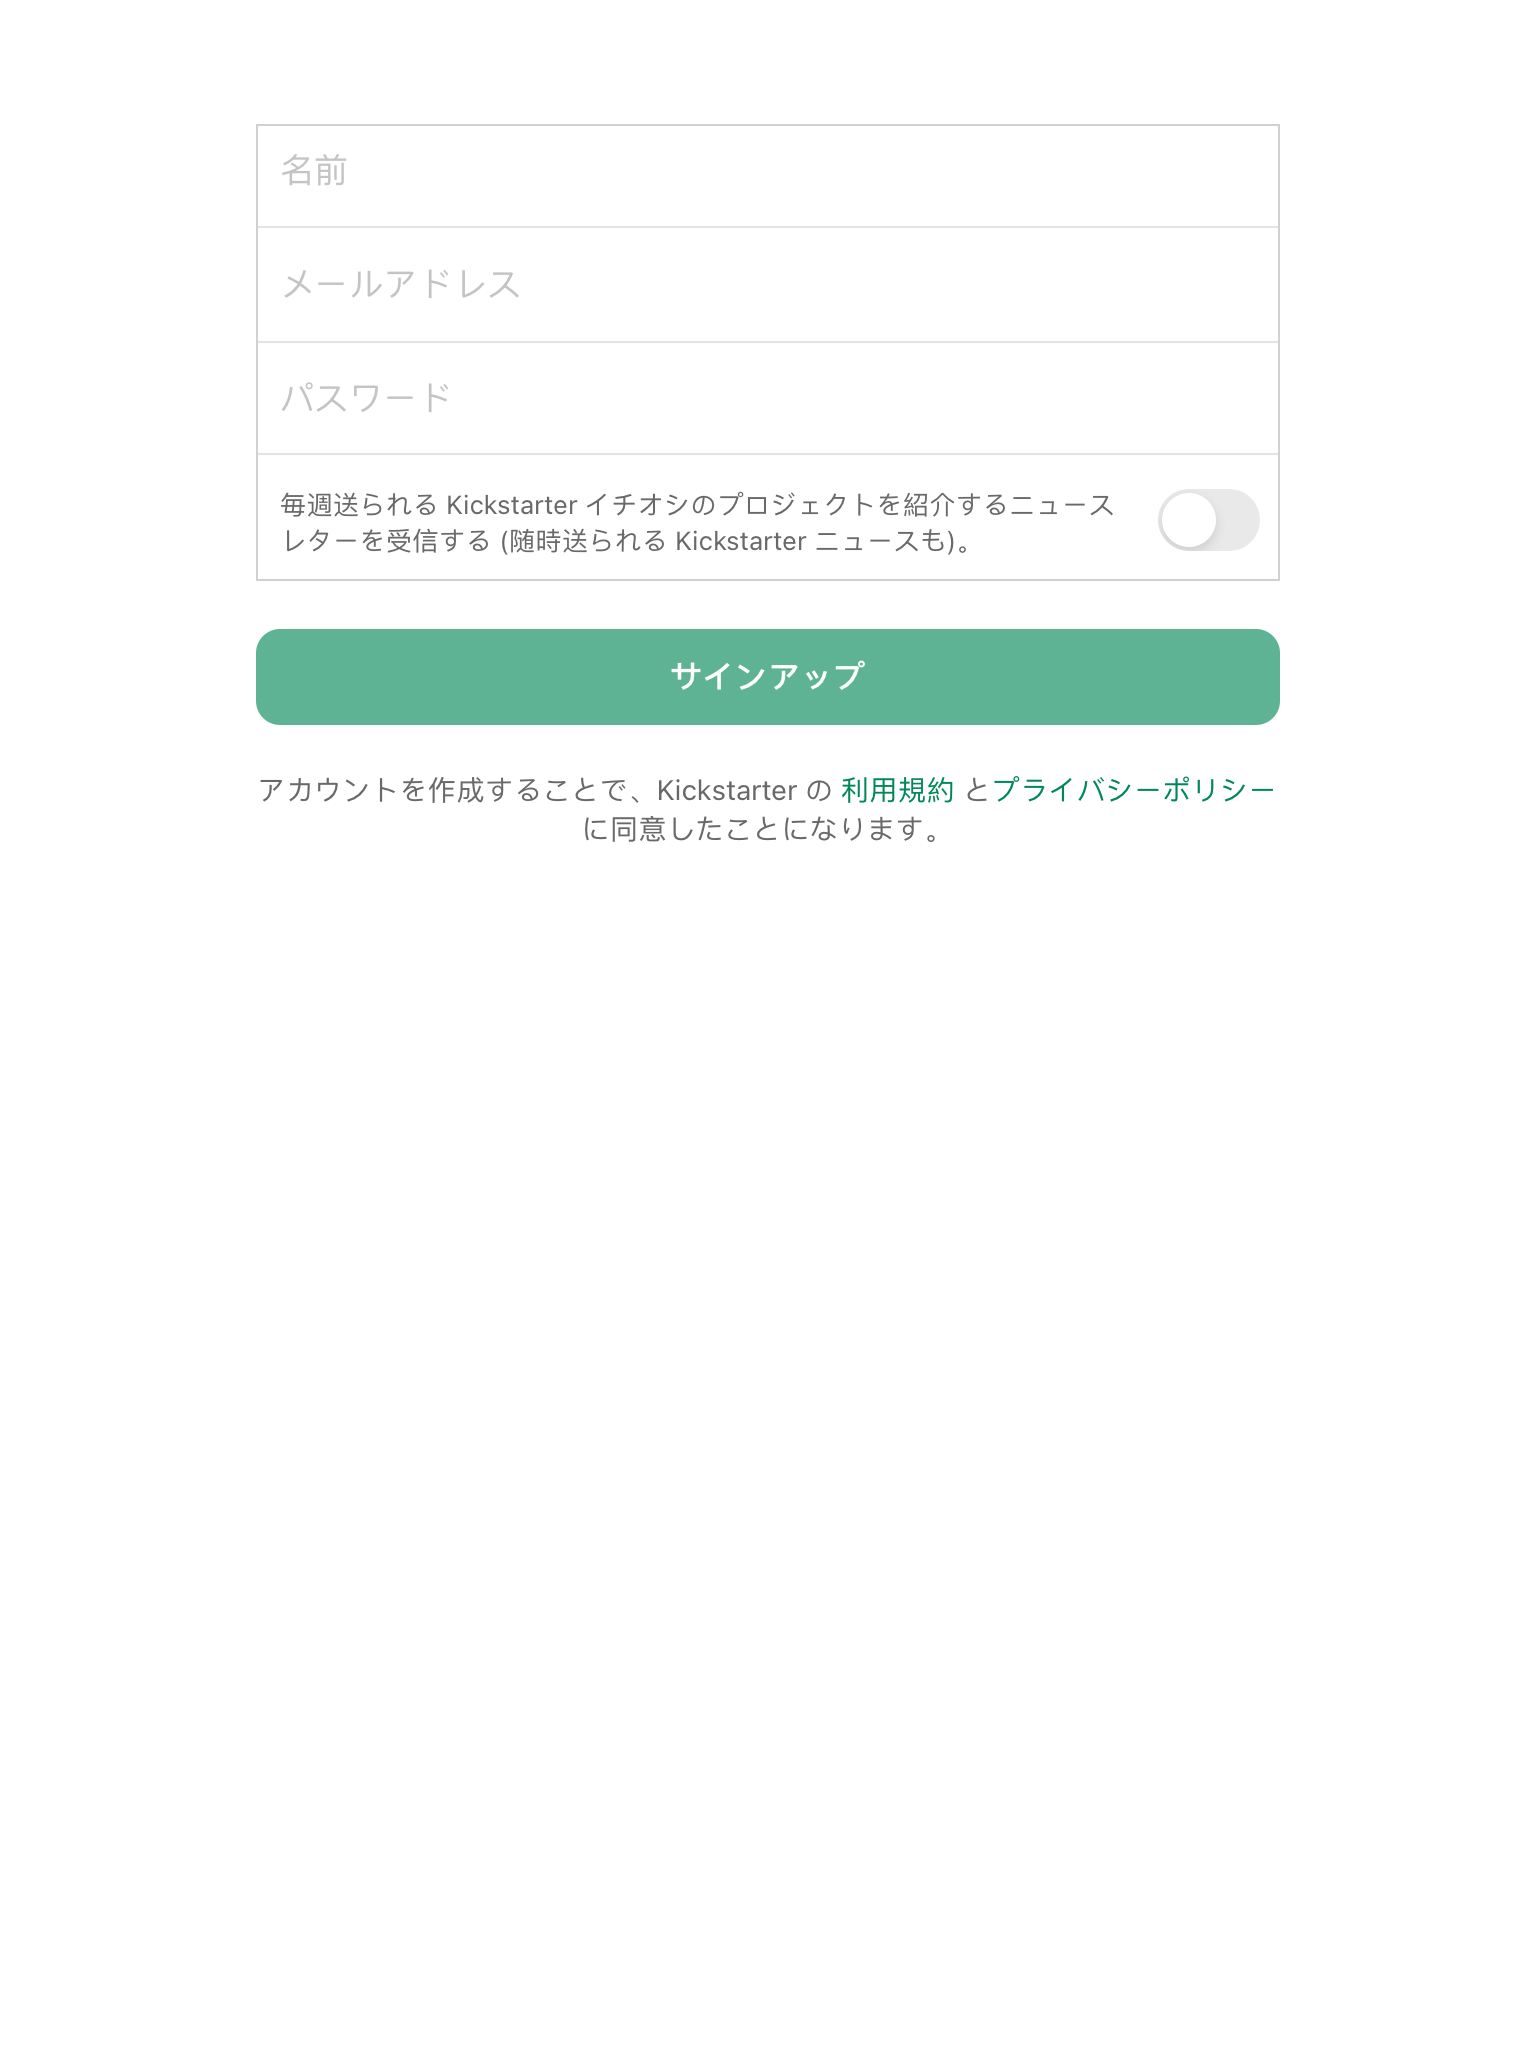 名前
メールアドレス
パスワード
毎週送られる Kickstarter イチオシのプロジェクトを紹介するニュース
レターを受信する (随時送られる Kickstarter ニュースも)。
サインアップ
アカウントを作成することで、Kickstarter の 利用規約 とプライバシーポリシー
に同意したことになります。